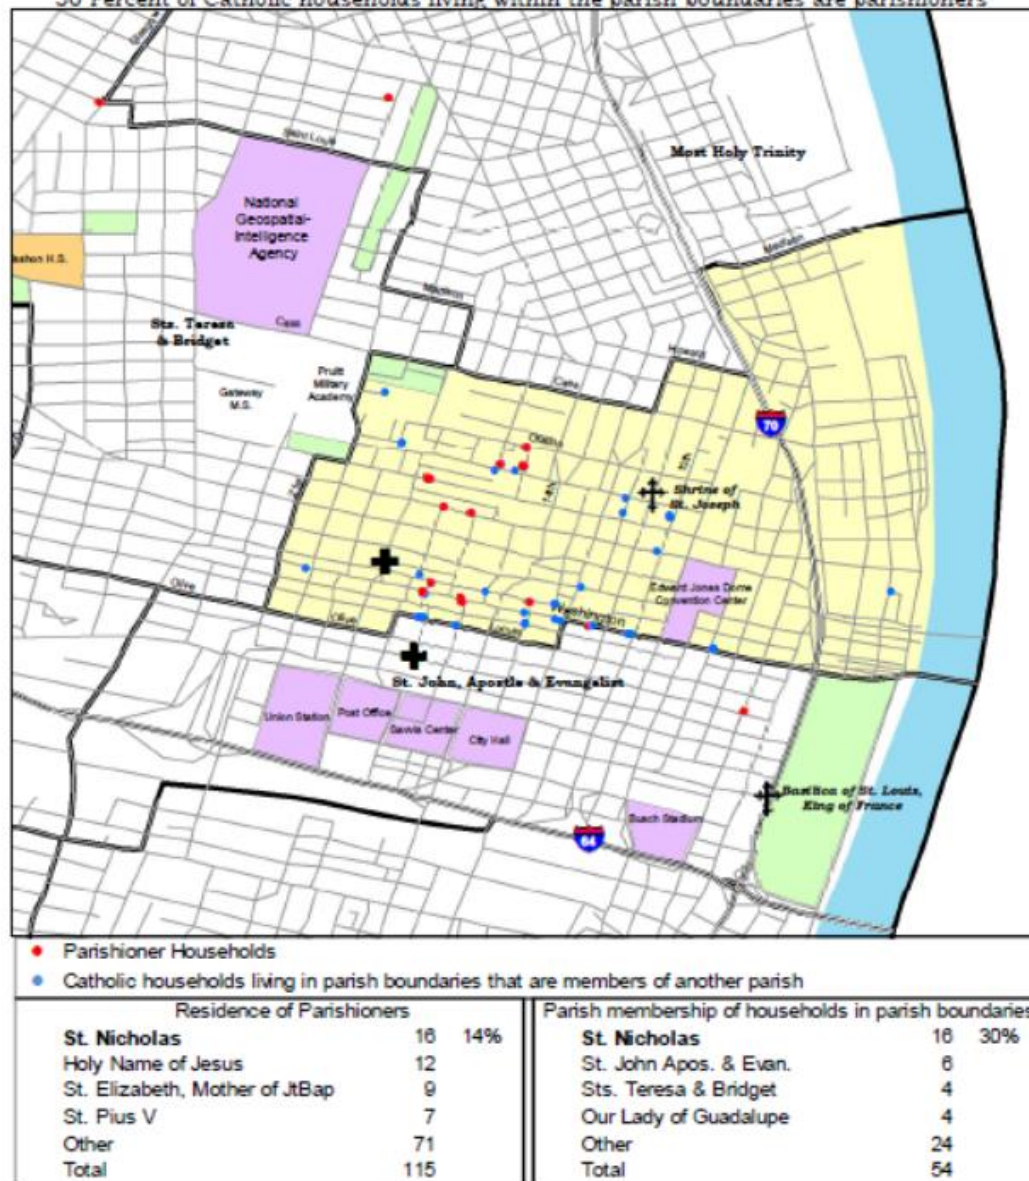 30 Percent of Catholic households living within the parish boundaries are parishioners
Saint Louis
Most Holy Trinity
National
Geospatial-
Intelligence
Agency
H.S.
Madison
Sts. Teresa
& Bridget
Cass
Howard
Pruitt
Military
Academy
Gateway
M.S.
Cass
70
14th
Shrine of
St. Joseph
Edward Jones Dome
Convention Center
Olive
Washington
Olive
St. John, Apostle & Evangelist
Union Station
Post Office
Savvis Center
City Hall
Basilica of St. Louis,
King of France
Busch Stadium
64
Parishioner Households
Catholic households living in parish boundaries that are members of another parish
Residence of Parishioners
St. Nicholas 16 14%
Holy Name of Jesus 12
St. Elizabeth, Mother of JtBap 9
St. Pius V 7
Other 71
Total 115
Parish membership of households in parish boundaries
St. Nicholas 16 30%
St. John Apos. & Evan. 6
Sts. Teresa & Bridget 4
Our Lady of Guadalupe 4
Other 24
Total 54